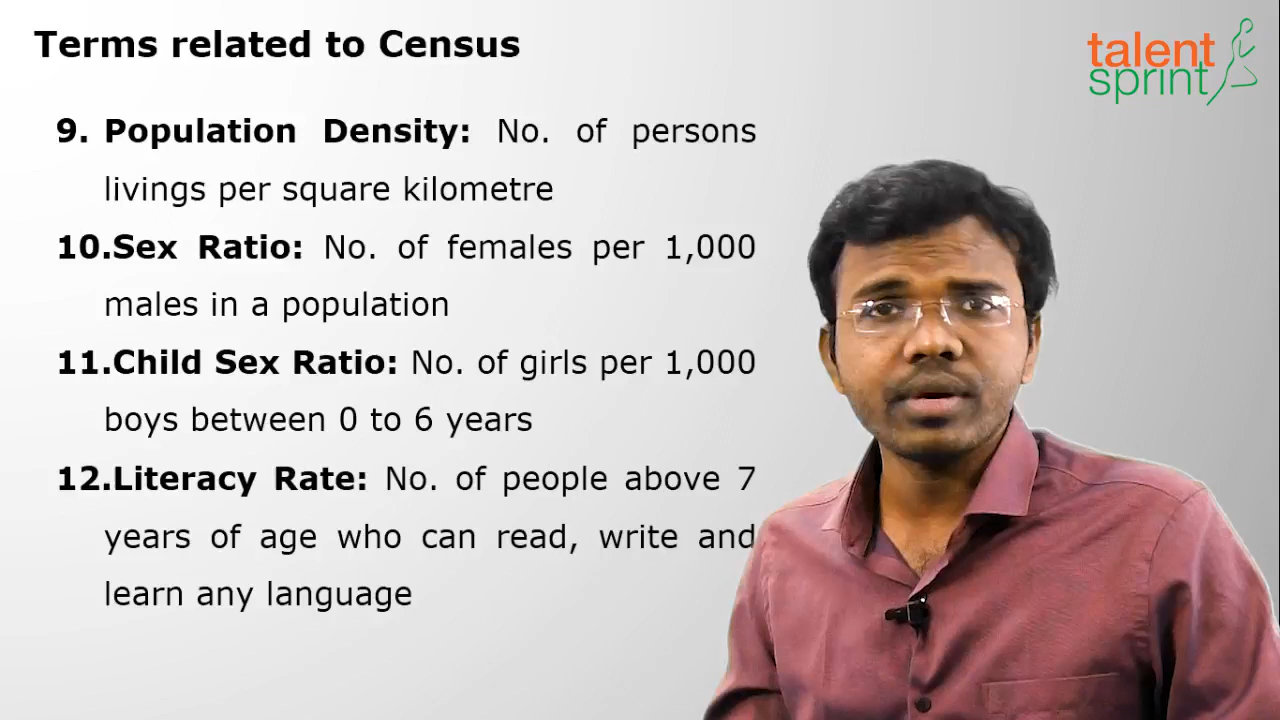 Terms related to Census
talent
sprint
9. Population Density: No. of persons
livings per square kilometre
10.Sex Ratio: No. of females per 1,000
males in a population
11.Child Sex Ratio: No. of girls per 1,000
boys between 0 to 6 years
12.Literacy Rate: No. of people above 7
years of age who can read, write and
learn any language